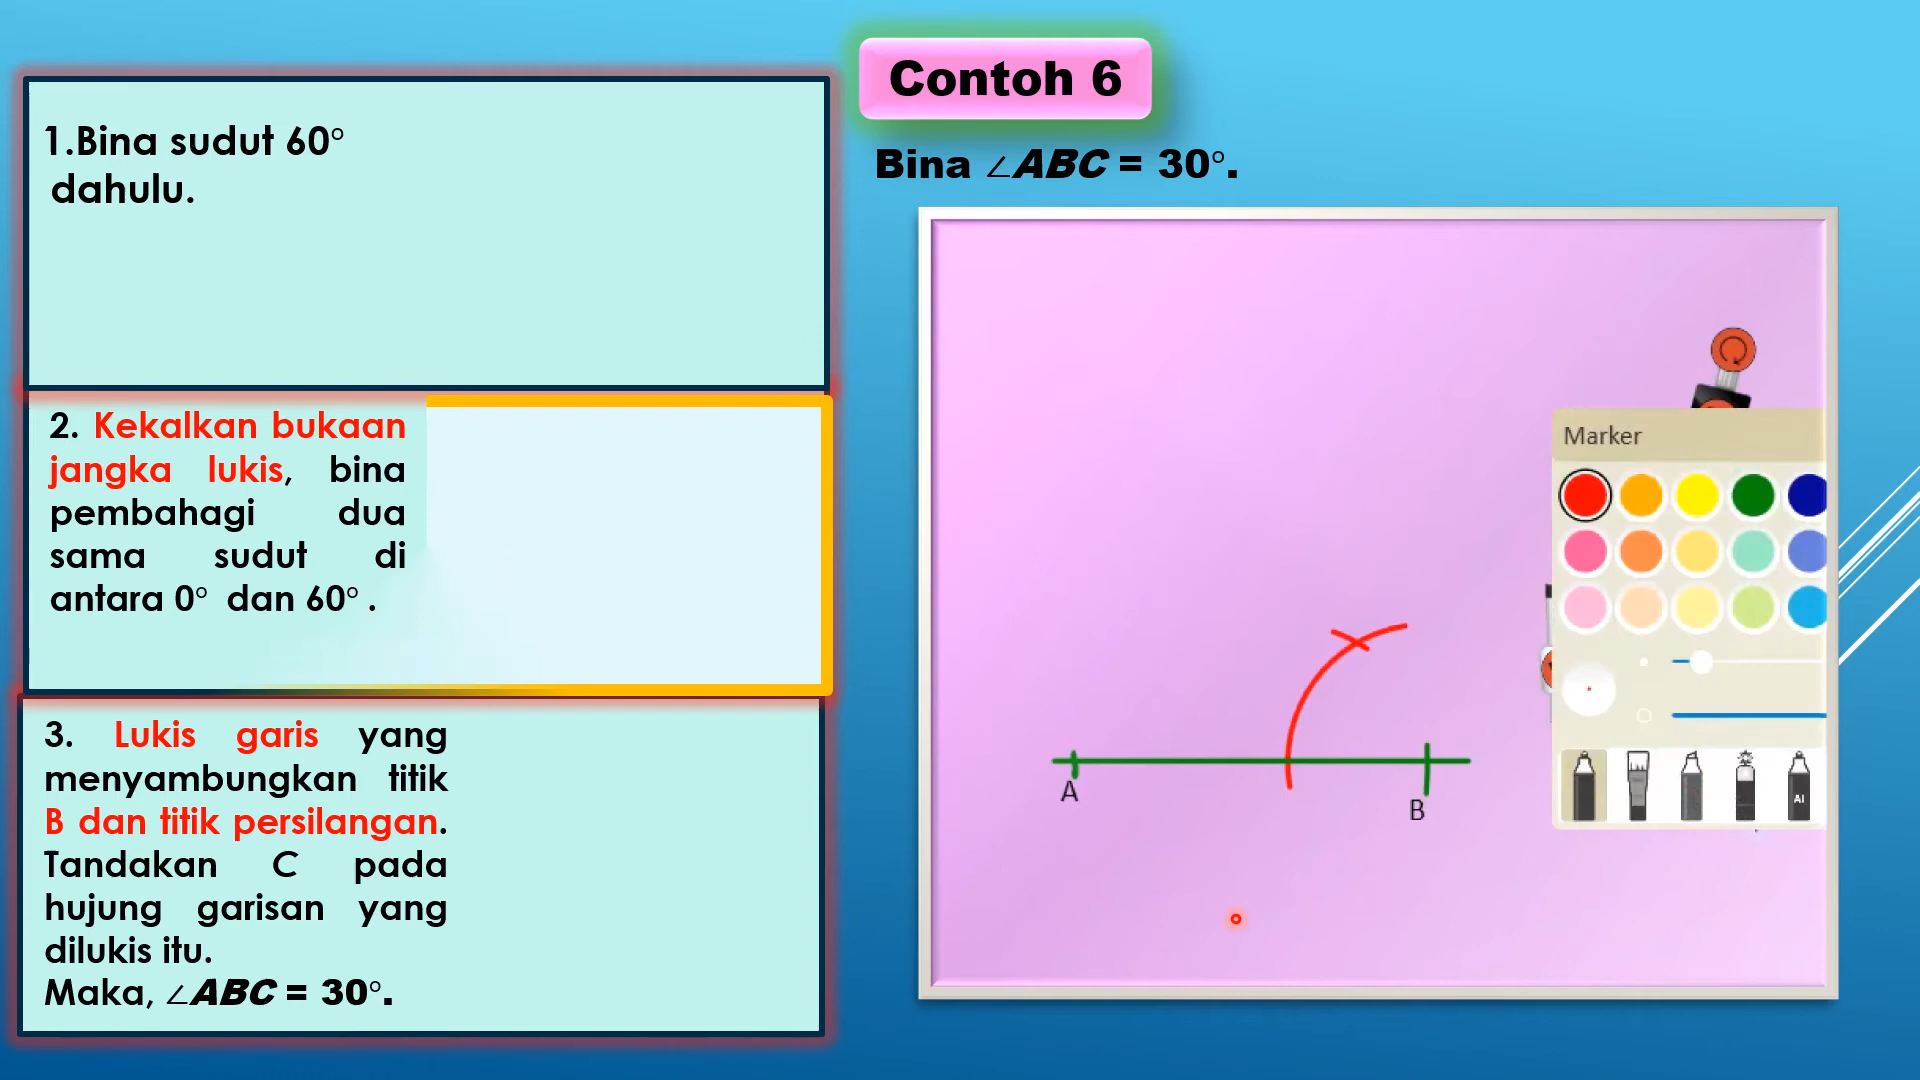 Contoh 6
Bina ∠ABC = 30°.
1.Bina sudut 60°
dahulu.
2. Kekalkan bukaan
jangka lukis, bina
pembahagi dua
sama sudut di
antara 0° dan 60° .
3. Lukis garis yang
menyambungkan titik
B dan titik persilangan.
Tandakan C pada
hujung garisan yang
dilukis itu.
Maka, ∠ABC = 30°.
Marker
AI
A
B